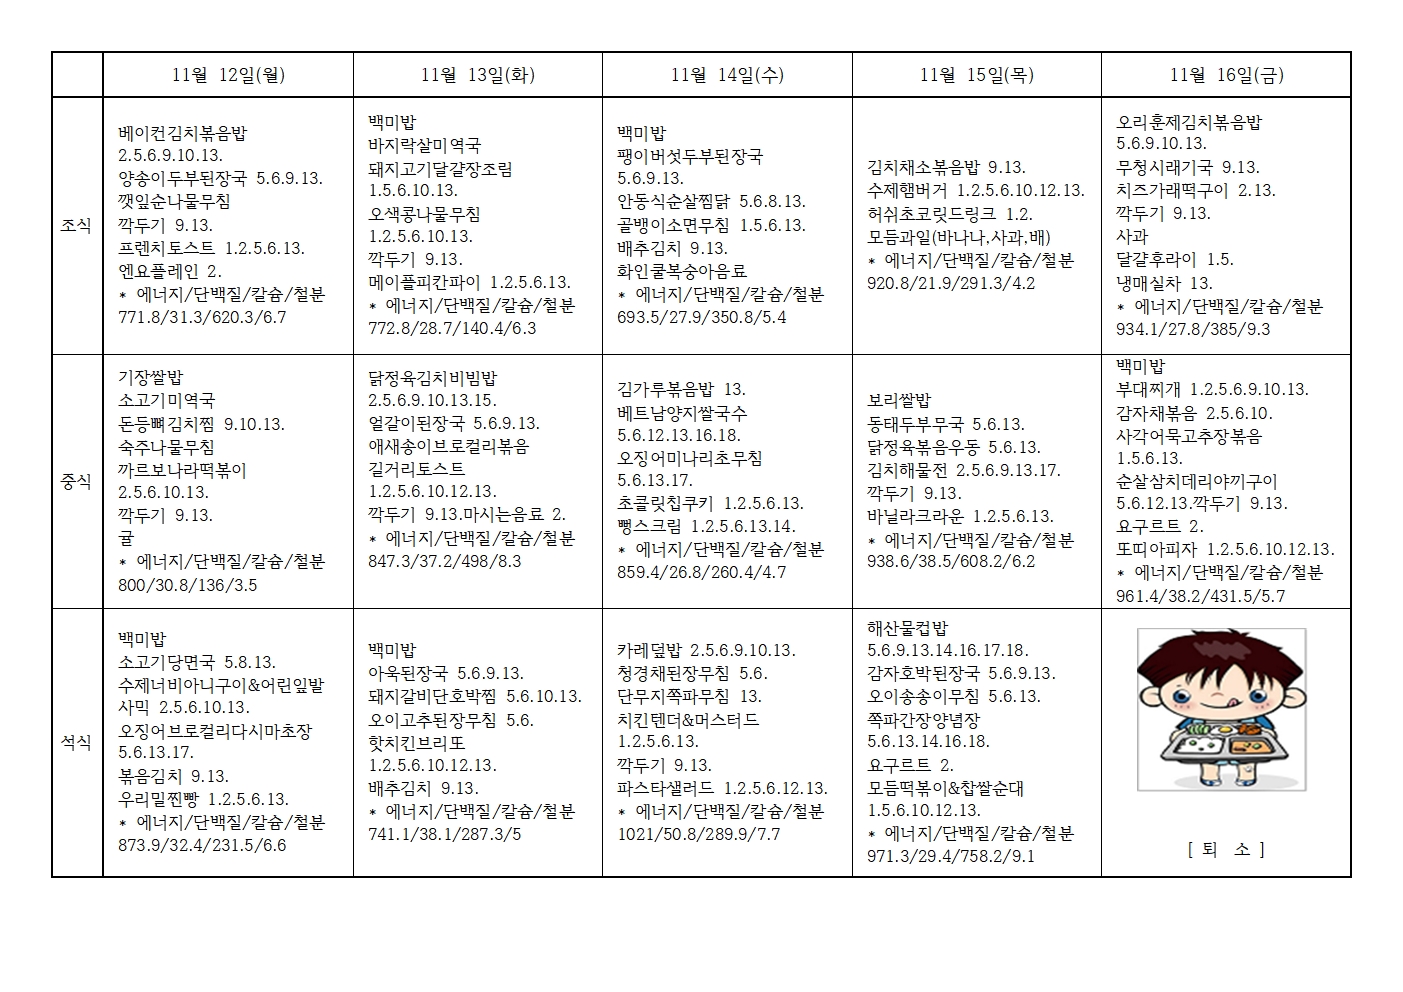 11월 12일(월)
11월 13일(화)
11월 14일(수)
11월 15일(목)
11월 16일(금)
조식
베이컨김치볶음밥
2.5.6.9.10.13.
양송이두부된장국 5.6.9.13.
깻잎순나물무침
깍두기 9.13.
프렌치토스트 1.2.5.6.13.
엔요플레인 2.
* 에너지/단백질/칼슘/철분
771.8/31.3/620.3/6.7
백미밥
바지락살미역국
돼지고기달걀장조림
1.5.6.10.13.
오색콩나물무침
1.2.5.6.10.13.
깍두기 9.13.
메이플피칸파이 1.2.5.6.13.
* 에너지/단백질/칼슘/철분
772.8/28.7/140.4/6.3
백미밥
팽이버섯두부된장국
5.6.9.13.
안동식순살찜닭 5.6.8.13.
골뱅이소면무침 1.5.6.13.
배추김치 9.13.
화인쿨복숭아음료
* 에너지/단백질/칼슘/철분
693.5/27.9/350.8/5.4
김치채소볶음밥 9.13.
수제햄버거 1.2.5.6.10.12.13.
허쉬초코릿드링크 1.2.
모듬과일(바나나,사과,배)
* 에너지/단백질/칼슘/철분
920.8/21.9/291.3/4.2
오리훈제김치볶음밥
5.6.9.10.13.
무청시래기국 9.13.
치즈가래떡구이 2.13.
깍두기 9.13.
사과
달걀후라이 1.5.
냉매실차 13.
* 에너지/단백질/칼슘/철분
934.1/27.8/385/9.3
중식
기장쌀밥
소고기미역국
돈등뼈김치찜 9.10.13.
숙주나물무침
까르보나라떡볶이
2.5.6.10.13.
깍두기 9.13.
귤
* 에너지/단백질/칼슘/철분
800/30.8/136/3.5
닭정육김치비빔밥
2.5.6.9.10.13.15.
얼갈이된장국 5.6.9.13.
애새송이브로컬리볶음
길거리토스트
1.2.5.6.10.12.13.
깍두기 9.13.마시는음료 2.
* 에너지/단백질/칼슘/철분
847.3/37.2/498/8.3
김가루볶음밥 13.
베트남양지쌀국수
5.6.12.13.16.18.
오징어미나리초무침
5.6.13.17.
초콜릿칩쿠키 1.2.5.6.13.
뻥스크림 1.2.5.6.13.14.
* 에너지/단백질/칼슘/철분
859.4/26.8/260.4/4.7
보리쌀밥
동태두부무국 5.6.13.
닭정육볶음우동 5.6.13.
김치해물전 2.5.6.9.13.17.
깍두기 9.13.
바닐라크라운 1.2.5.6.13.
* 에너지/단백질/칼슘/철분
938.6/38.5/608.2/6.2
백미밥
부대찌개 1.2.5.6.9.10.13.
감자채볶음 2.5.6.10.
사각어묵고추장볶음
1.5.6.13.
순살삼치데리야끼구이
5.6.12.13.깍두기 9.13.
요구르트 2.
또띠아피자 1.2.5.6.10.12.13.
* 에너지/단백질/칼슘/철분
961.4/38.2/431.5/5.7
석식
백미밥
소고기당면국 5.8.13.
수제너비아니구이&어린잎발
사믹 2.5.6.10.13.
오징어브로컬리다시마초장
5.6.13.17.
볶음김치 9.13.
우리밀찐빵 1.2.5.6.13.
* 에너지/단백질/칼슘/철분
873.9/32.4/231.5/6.6
백미밥
아욱된장국 5.6.9.13.
돼지갈비단호박찜 5.6.10.13.
오이고추된장무침 5.6.
핫치킨브리또
1.2.5.6.10.12.13.
배추김치 9.13.
* 에너지/단백질/칼슘/철분
741.1/38.1/287.3/5
카레덮밥 2.5.6.9.10.13.
청경채된장무침 5.6.
단무지쪽파무침 13.
치킨텐더&머스터드
1.2.5.6.13.
깍두기 9.13.
파스타샐러드 1.2.5.6.12.13.
* 에너지/단백질/칼슘/철분
1021/50.8/289.9/7.7
해산물컵밥
5.6.9.13.14.16.17.18.
감자호박된장국 5.6.9.13.
오이송송이무침 5.6.13.
쪽파간장양념장
5.6.13.14.16.18.
요구르트 2.
모듬떡볶이&찹쌀순대
1.5.6.10.12.13.
* 에너지/단백질/칼슘/철분
971.3/29.4/758.2/9.1
[ 퇴 소 ]